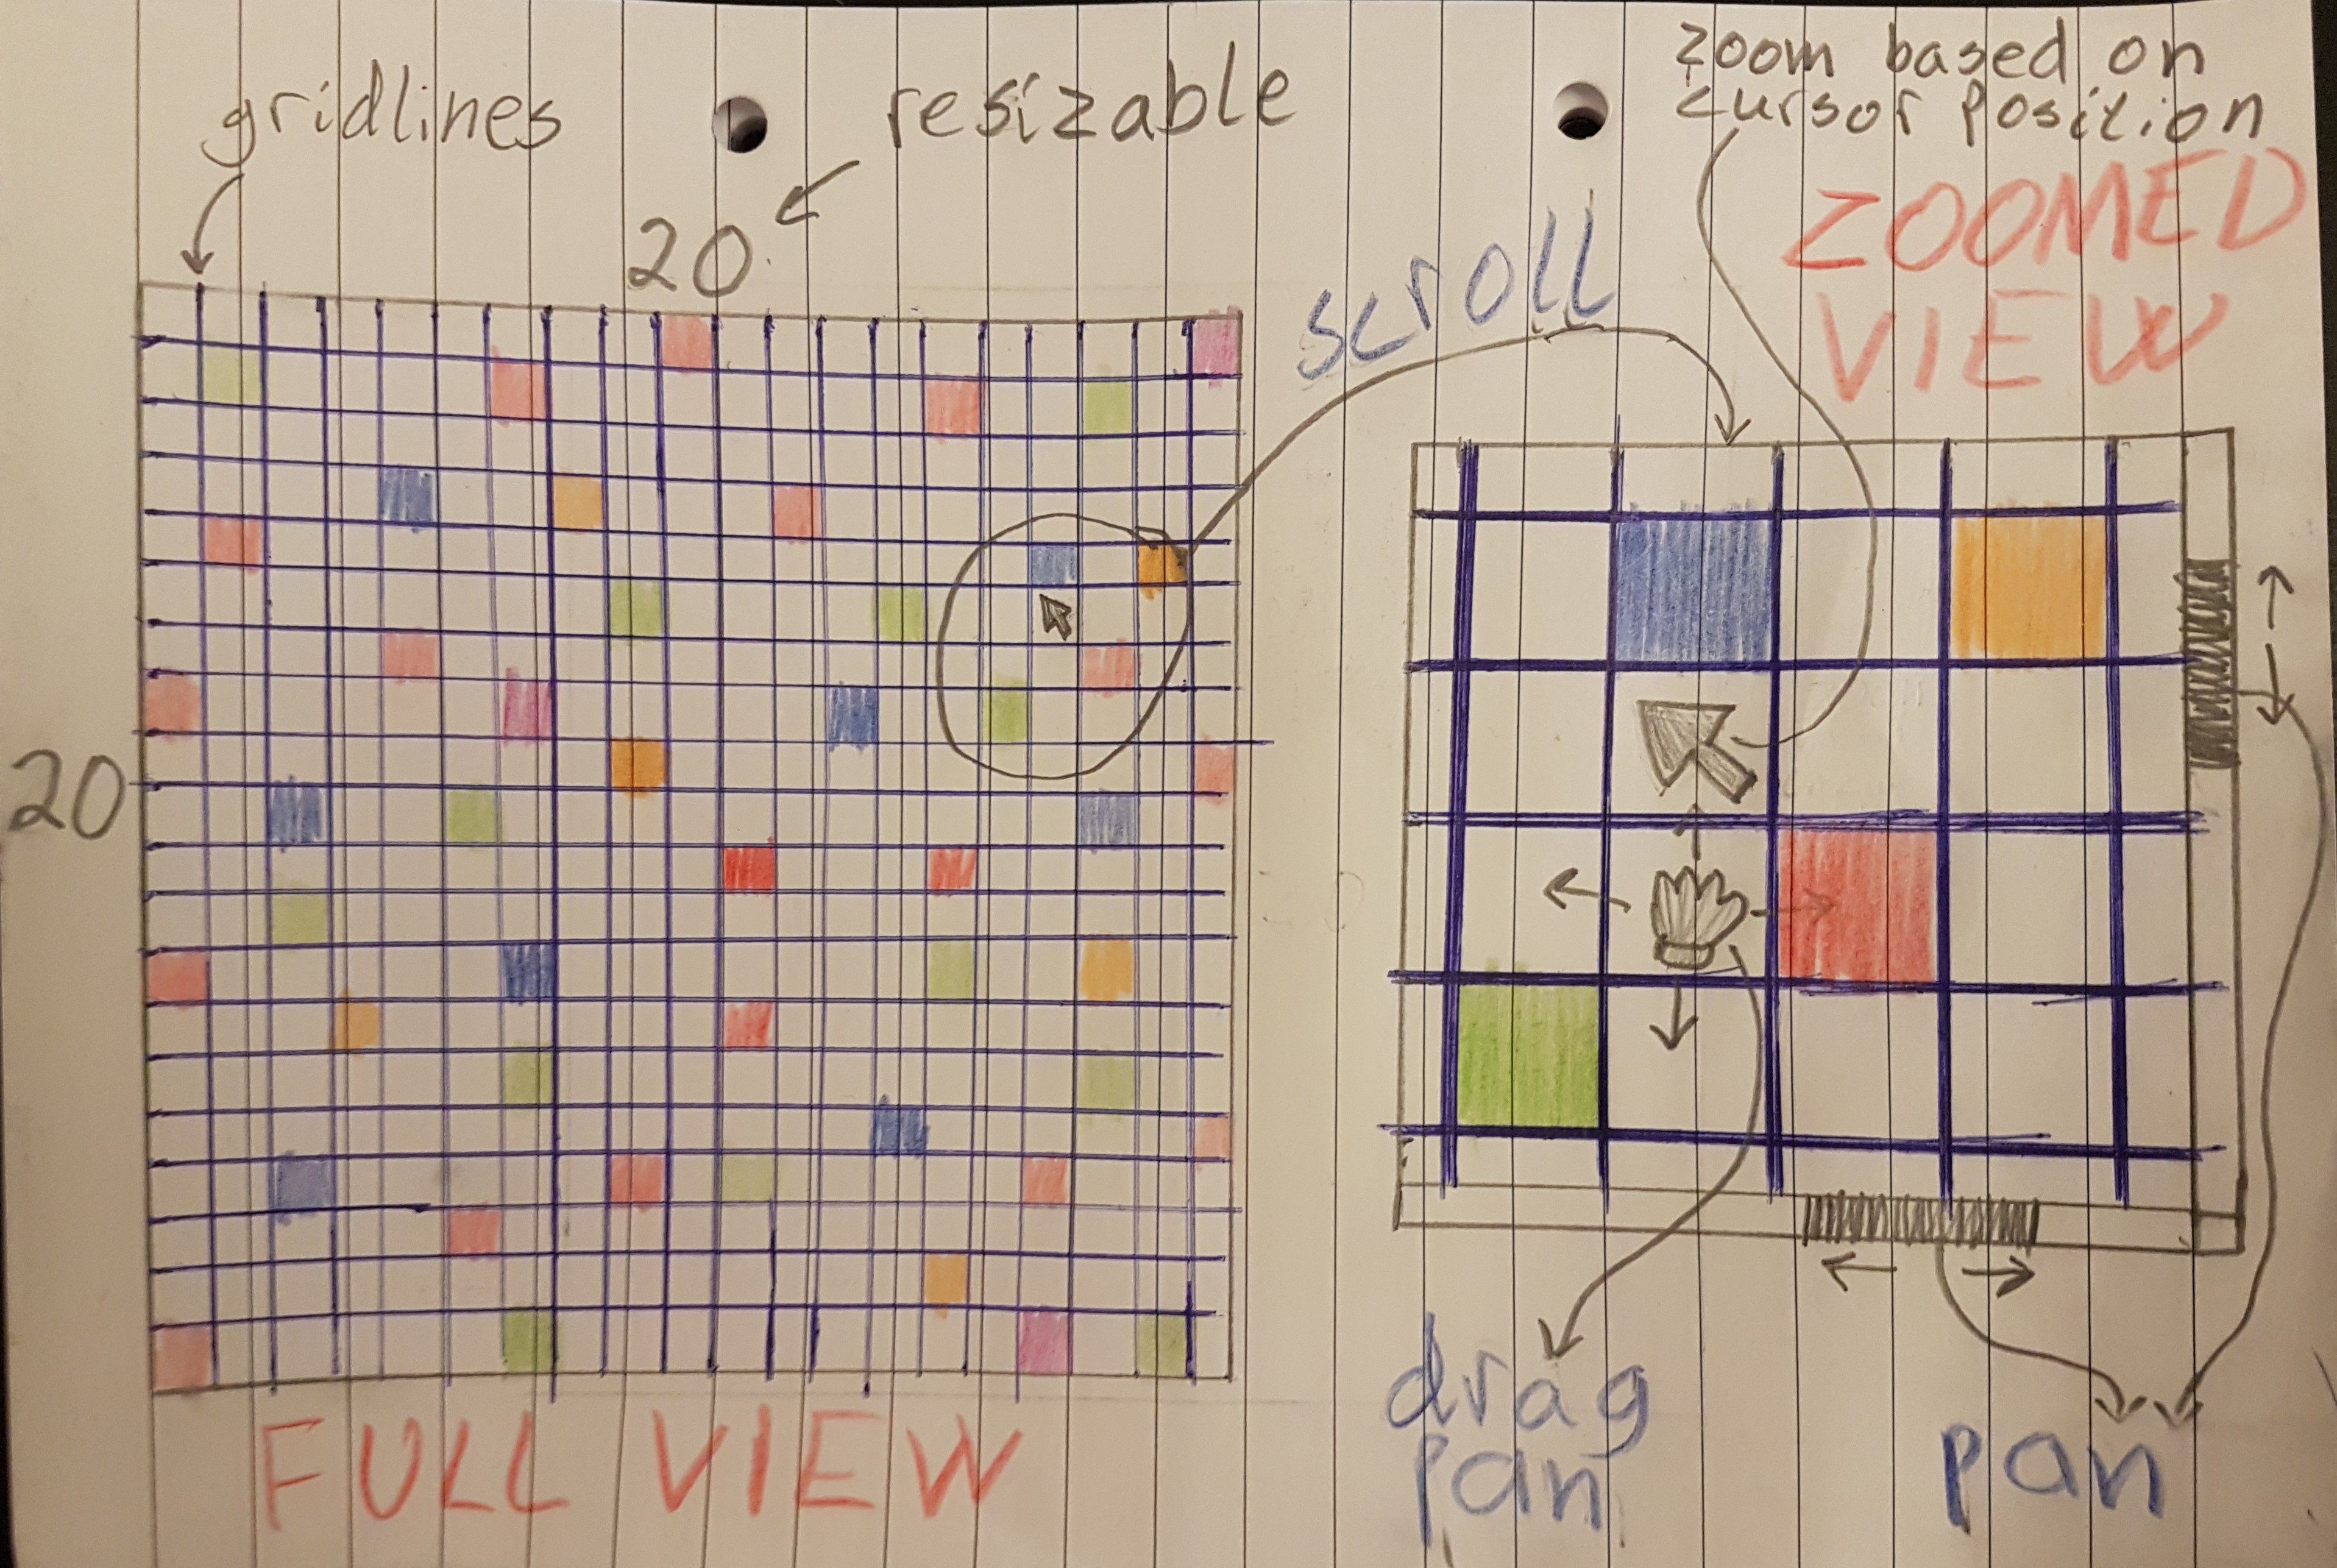 gridlines
resizable
zoom based on
cursor position
ZOOMED
VIEW
20
scroll
20
FULL VIEW
drag
pan
pan